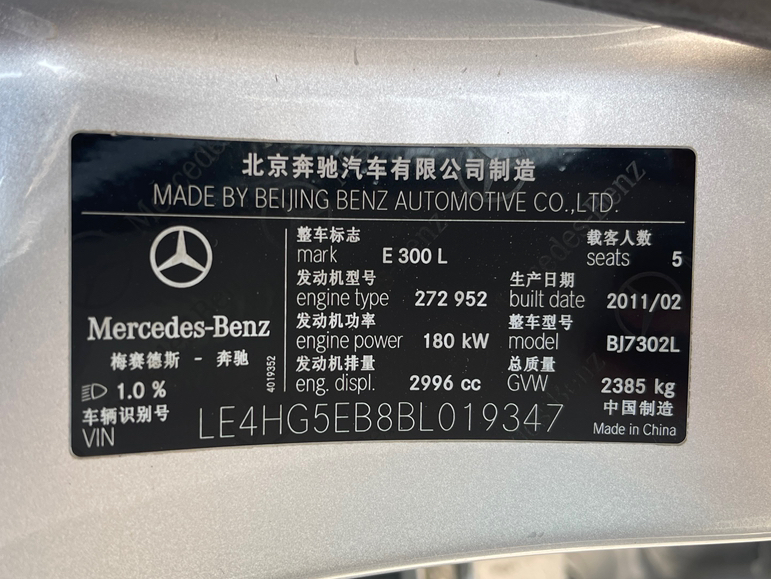 北京奔驰汽车有限公司制造
MADE BY BEIJING BENZ AUTOMOTIVE CO.,LTD.
Mercedes-Benz
梅赛德斯 - 奔驰
1.0 %
4019352
整车标志
mark E 300 L
载客人数
seats 5
发动机型号
engine type 272 952
生产日期
built date 2011/02
发动机功率
engine power 180 kW
整车型号
model BJ7302L
发动机排量
eng. displ. 2996 cc
总质量
GVW 2385 kg
车辆识别号
VIN LE4HG5EB8BL019347
中国制造
Made in China